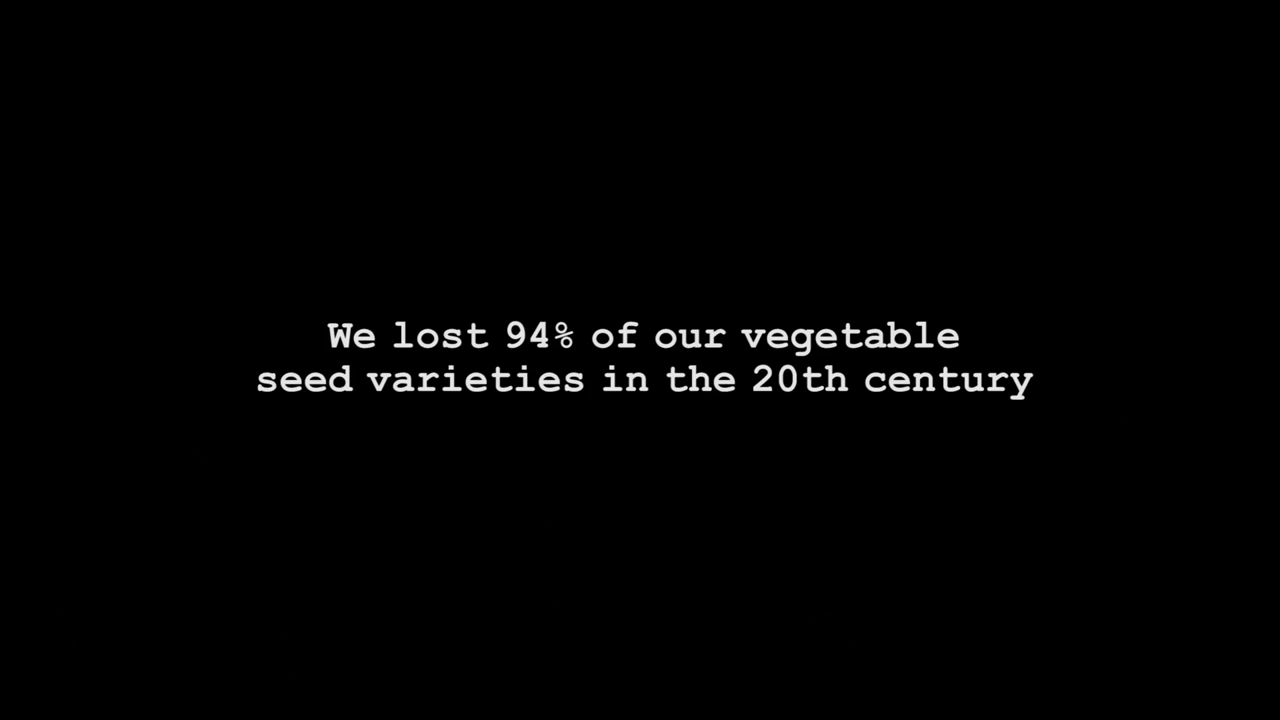 We lost 94% of our vegetable
seed varieties in the 20th century